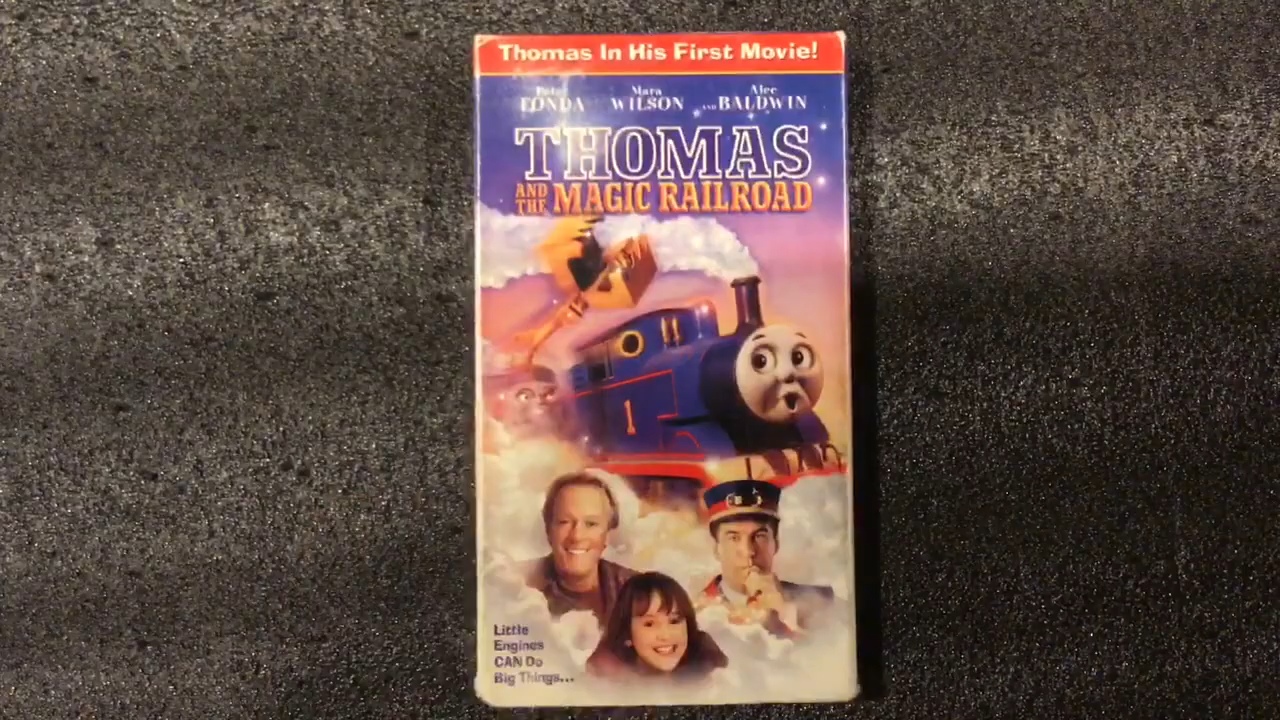 Thomas In His First Movie!
Peter Mara Alec
FONDA WILSON AND BALDWIN
THOMAS
AND THE MAGIC RAILROAD
1
Little
Engines
CAN Do
Big Things...